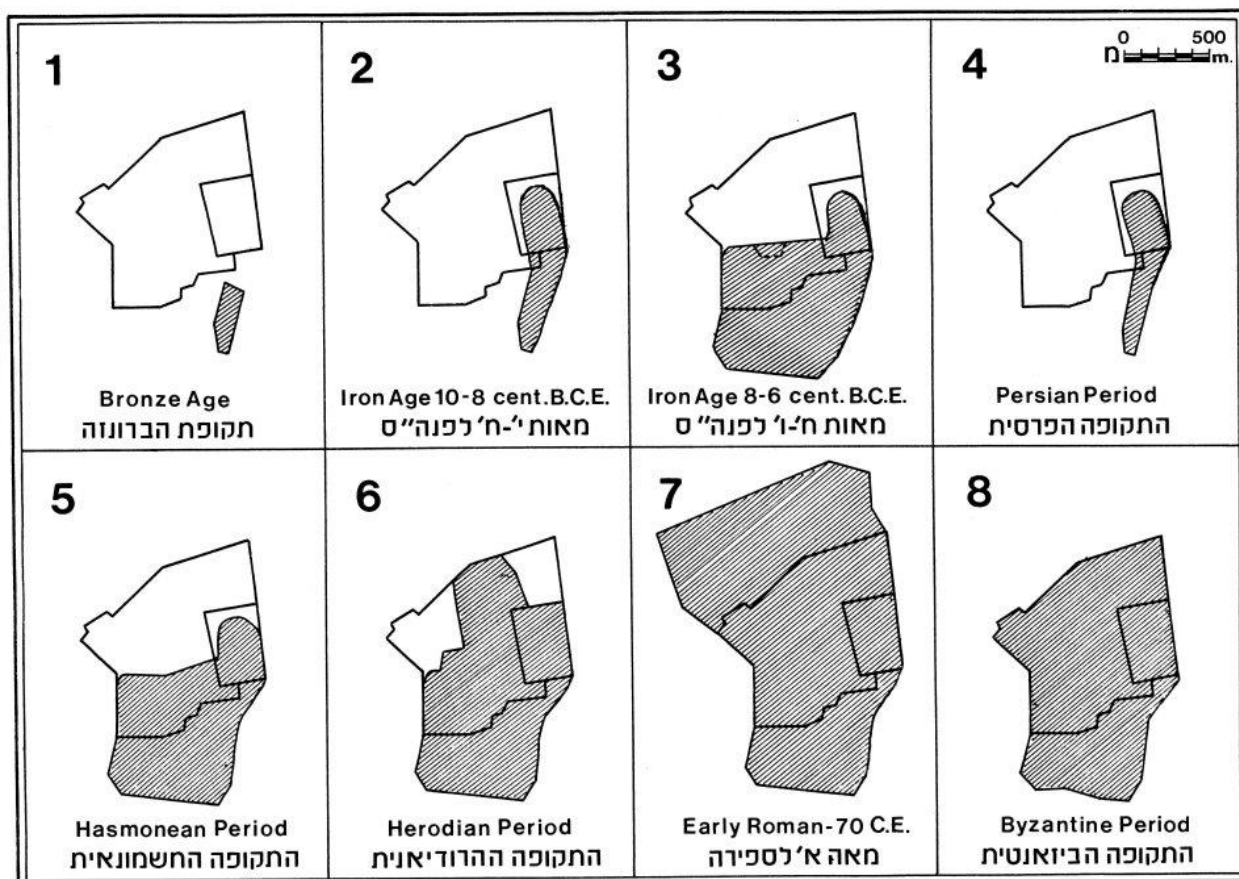 1
Bronze Age
תקופת הברונזה
2
Iron Age 10-8 cent. B.C.E.
מאות י'-ח' לפנה"ס
3
Iron Age 8-6 cent. B.C.E.
מאות ח'-ו' לפנה"ס
4
0 500
מ m.
Persian Period
התקופה הפרסית
5
Hasmonean Period
התקופה החשמונאית
6
Herodian Period
התקופה ההרודיאנית
7
Early Roman-70 C.E.
מאה א' לספירה
8
Byzantine Period
התקופה הביזאנטית